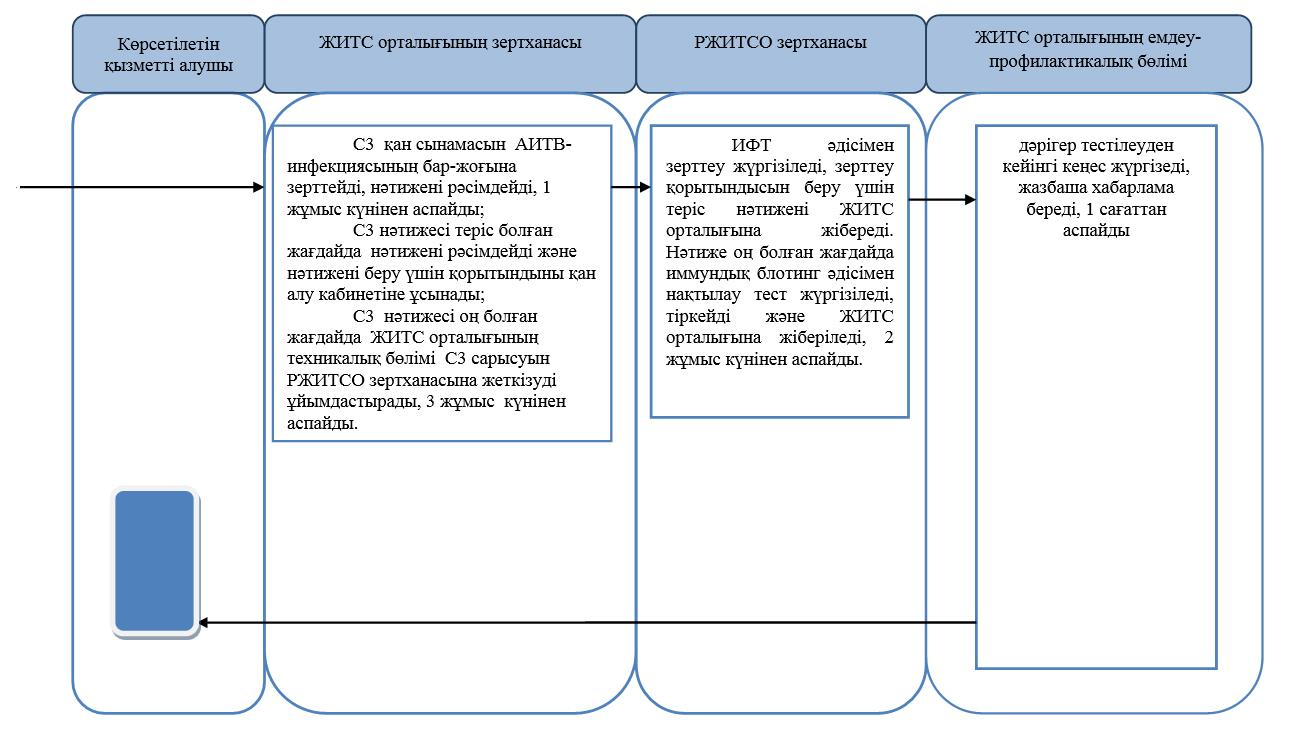 Көрсетілетін
қызметті алушы
ЖИТС орталығының зертханасы
РЖИТСО зертханасы
ЖИТС орталығының емдеу-
профилактикалық бөлімі
СЗ қан сынамасын АИТВ-
инфекциясының бар-жоғына
зерттейді, нәтижені рәсімдейді, 1
жұмыс күнінен аспайды;
СЗ нәтижесі теріс болған
жағдайда нәтижені рәсімдейді және
нәтижені беру үшін қорытындыны қан
алу кабинетіне ұсынады;
СЗ нәтижесі оң болған
жағдайда ЖИТС орталығының
техникалық бөлімі СЗ сарысуын
РЖИТСО зертханасына жеткізуді
ұйымдастырады, 3 жұмыс күнінен
аспайды.
ИФТ әдісімен
зерттеу жүргізіледі, зерттеу
қорытындысын беру үшін
теріс нәтижені ЖИТС
орталығына жібереді.
Нәтиже оң болған жағдайда
иммундық блотинг әдісімен
нақтылау тест жүргізіледі,
тіркейді және ЖИТС
орталығына жіберіледі, 2
жұмыс күнінен аспайды.
дәрігер тестілеуден
кейінгі кеңес жүргізеді,
жазбаша хабарлама
береді, 1 сағаттан
аспайды